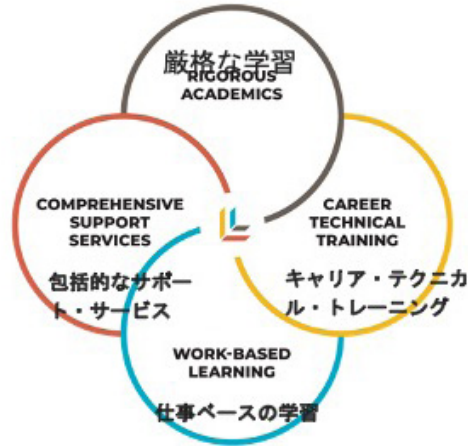 厳格な学習
RIGOROUS
ACADEMICS
COMPREHENSIVE
SUPPORT
SERVICES
包括的なサポー
ト・サービス
CAREER
TECHNICAL
TRAINING
キャリア・テクニカ
ル・トレーニング
WORK-BASED
LEARNING
仕事ベースの学習